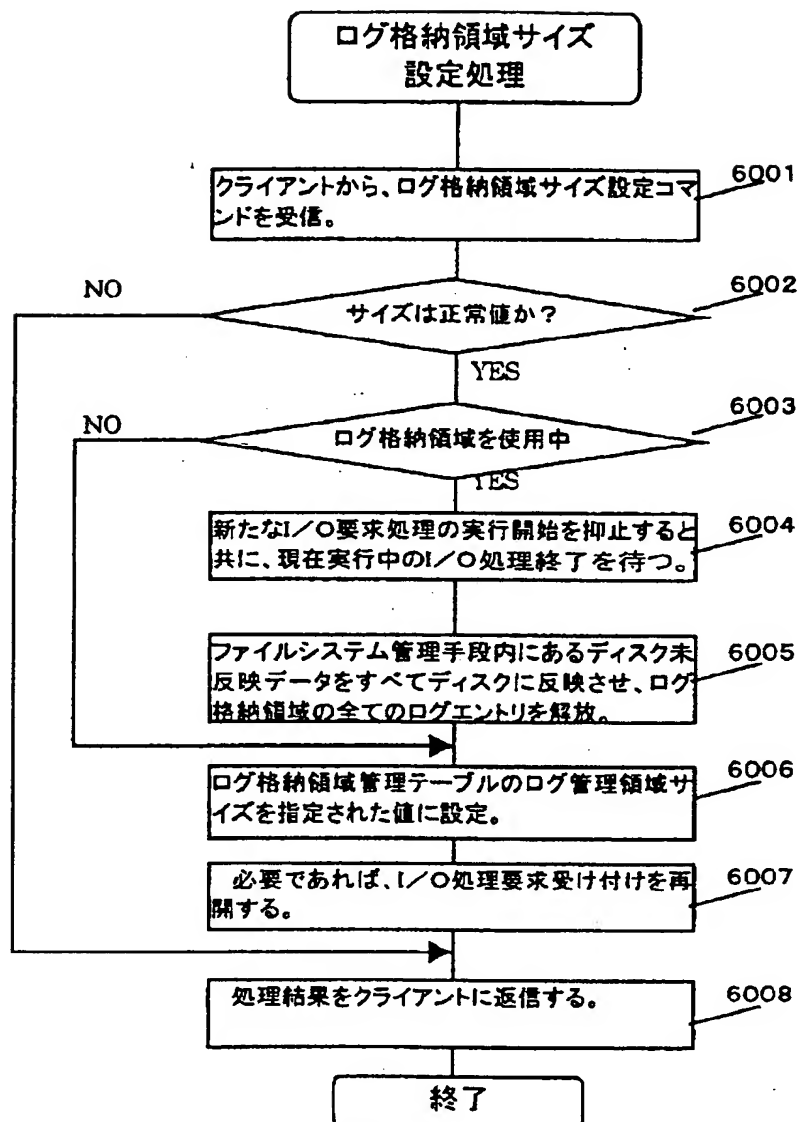 ログ格納領域サイズ
設定処理
6001
クライアントから、ログ格納領域サイズ設定コマ
ンドを受信。
NO
6002
サイズは正常値か？
YES
NO
6003
ログ格納領域を使用中
YES
新たなI／O要求処理の実行開始を抑止すると
共に、現在実行中のI／O処理終了を待つ。
6004
ファイルシステム管理手段内にあるディスク未
反映データをすべてディスクに反映させ、ログ
格納領域の全てのログエントリを解放。
6005
ログ格納領域管理テーブルのログ管理領域サ
イズを指定された値に設定。
6006
必要であれば、I／O処理要求受け付けを再
開する。
6007
処理結果をクライアントに返信する。
6008
終了